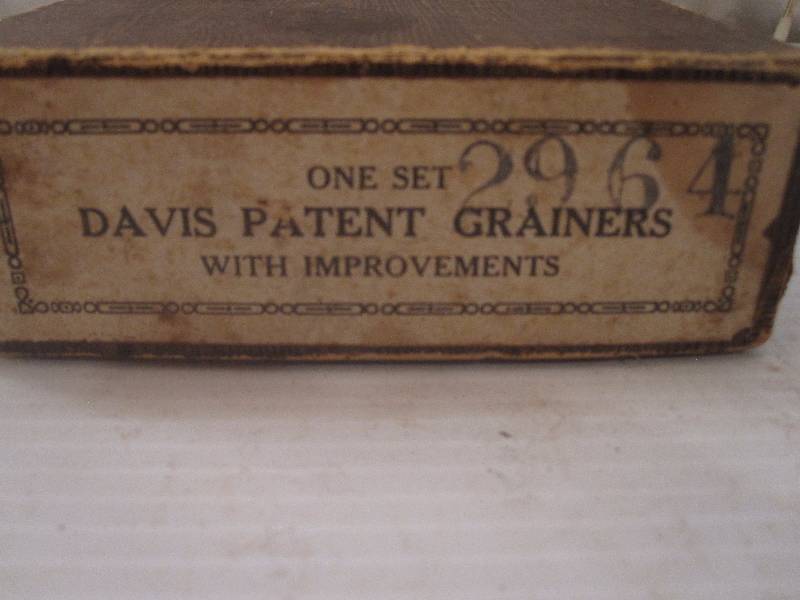 ONE SET 2964
DAVIS PATENT GRAINERS
WITH IMPROVEMENTS